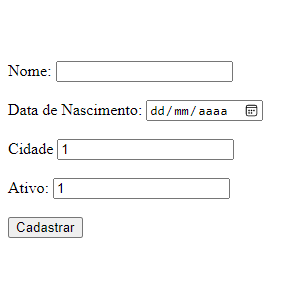 Nome:
Data de Nascimento: dd/mm/aaaa
Cidade 1
Ativo: 1
Cadastrar